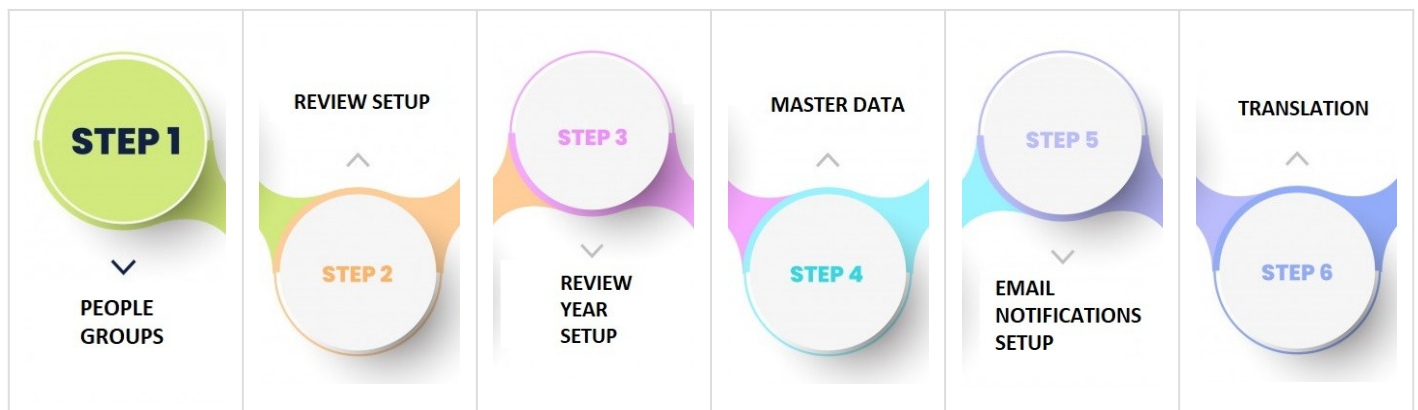 STEP 1
PEOPLE
GROUPS
REVIEW SETUP
STEP 2
STEP 3
REVIEW
YEAR
SETUP
MASTER DATA
STEP 4
STEP 5
EMAIL
NOTIFICATIONS
SETUP
TRANSLATION
STEP 6